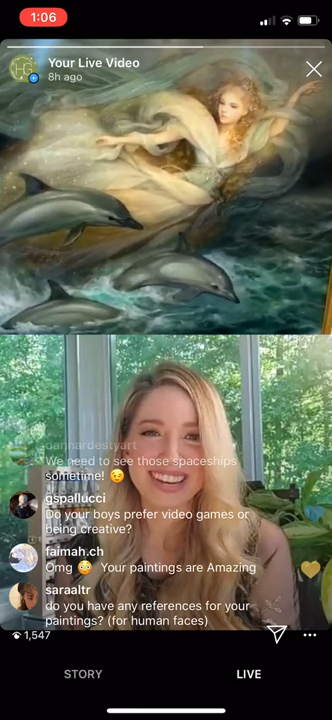 1:06
Your Live Video
8h ago
danhardestyart
We need to see those spaceships
sometime! 😉
gspallucci
Do your boys prefer video games or
being creative?
faimah.ch
Omg 😳 Your paintings are Amazing
saraaltr
do you have any references for your
paintings? (for human faces)
1,547
STORY
LIVE